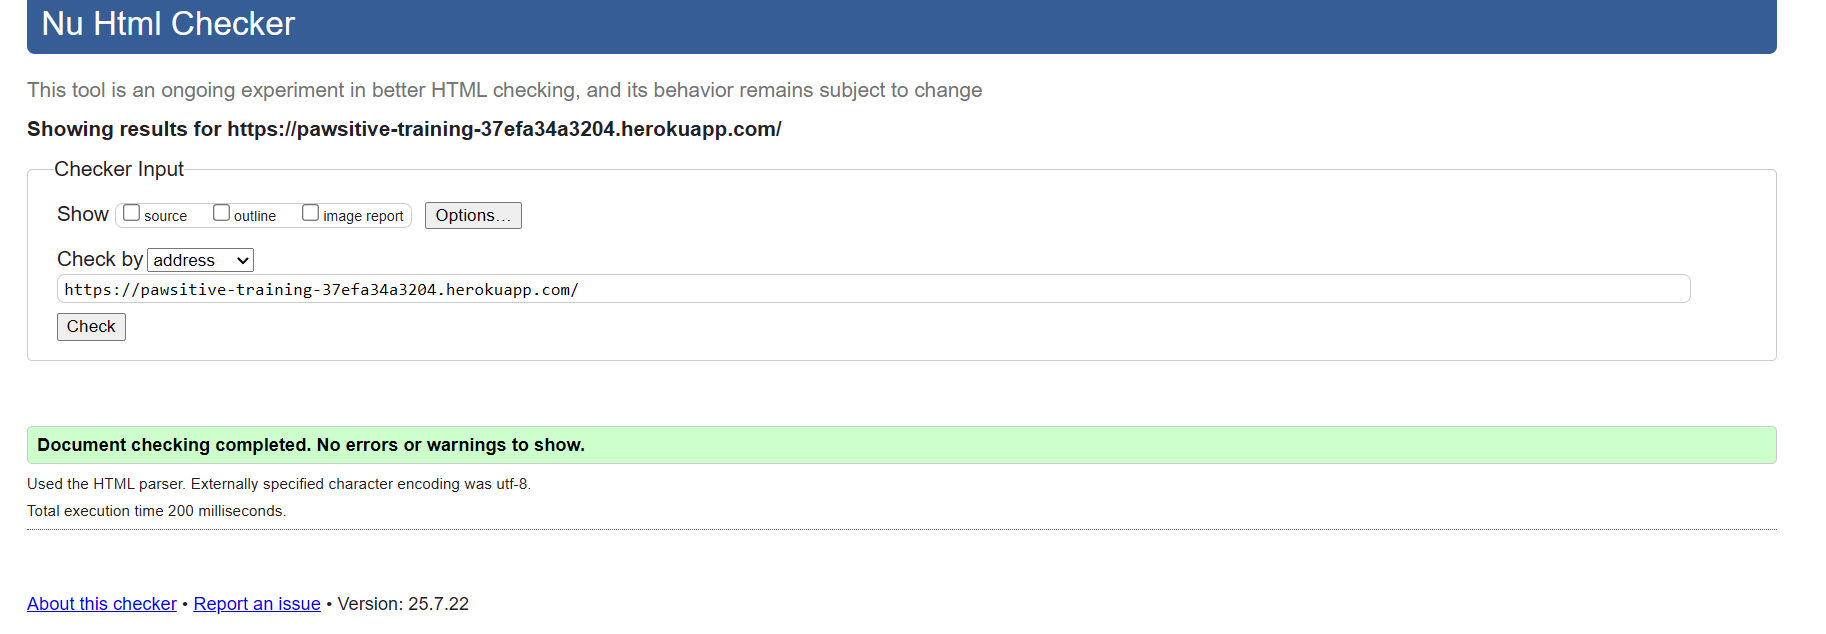 Nu Html Checker
This tool is an ongoing experiment in better HTML checking, and its behavior remains subject to change
Showing results for https://pawsitive-training-37efa34a3204.herokuapp.com/
Checker Input
Show source outline image report Options...
Check by address
https://pawsitive-training-37efa34a3204.herokuapp.com/
Check
Document checking completed. No errors or warnings to show.
Used the HTML parser. Externally specified character encoding was utf-8.
Total execution time 200 milliseconds.
About this checker • Report an issue • Version: 25.7.22